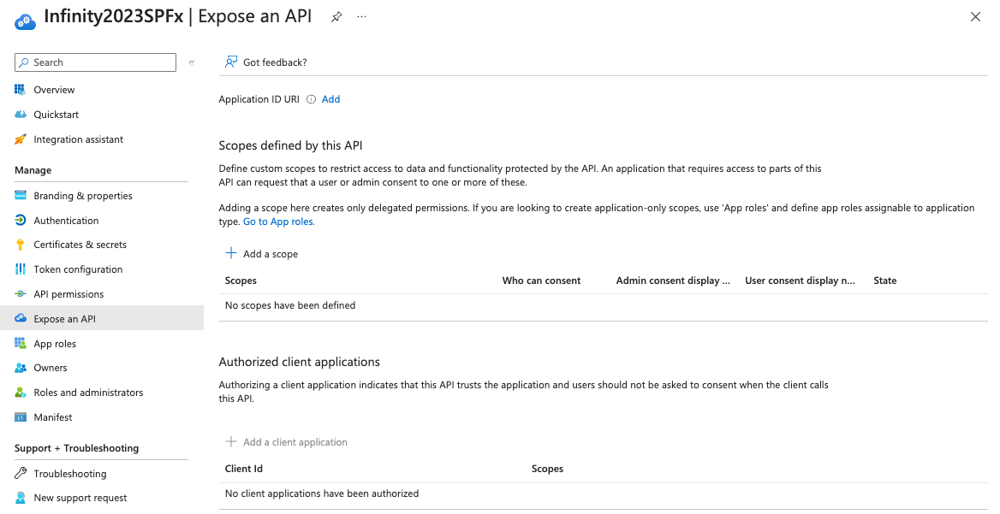 Infinity2023SPFx | Expose an API
Search
Overview
Quickstart
Integration assistant
Manage
Branding & properties
Authentication
Certificates & secrets
Token configuration
API permissions
Expose an API
App roles
Owners
Roles and administrators
Manifest
Support + Troubleshooting
Troubleshooting
New support request
Got feedback?
Application ID URI Add
Scopes defined by this API
Define custom scopes to restrict access to data and functionality protected by the API. An application that requires access to parts of this
API can request that a user or admin consent to one or more of these.
Adding a scope here creates only delegated permissions. If you are looking to create application-only scopes, use 'App roles' and define app roles assignable to application
type. Go to App roles.
Add a scope
Scopes Who can consent Admin consent display ... User consent display n... State
No scopes have been defined
Authorized client applications
Authorizing a client application indicates that this API trusts the application and users should not be asked to consent when the client calls
this API.
Add a client application
Client Id Scopes
No client applications have been authorized